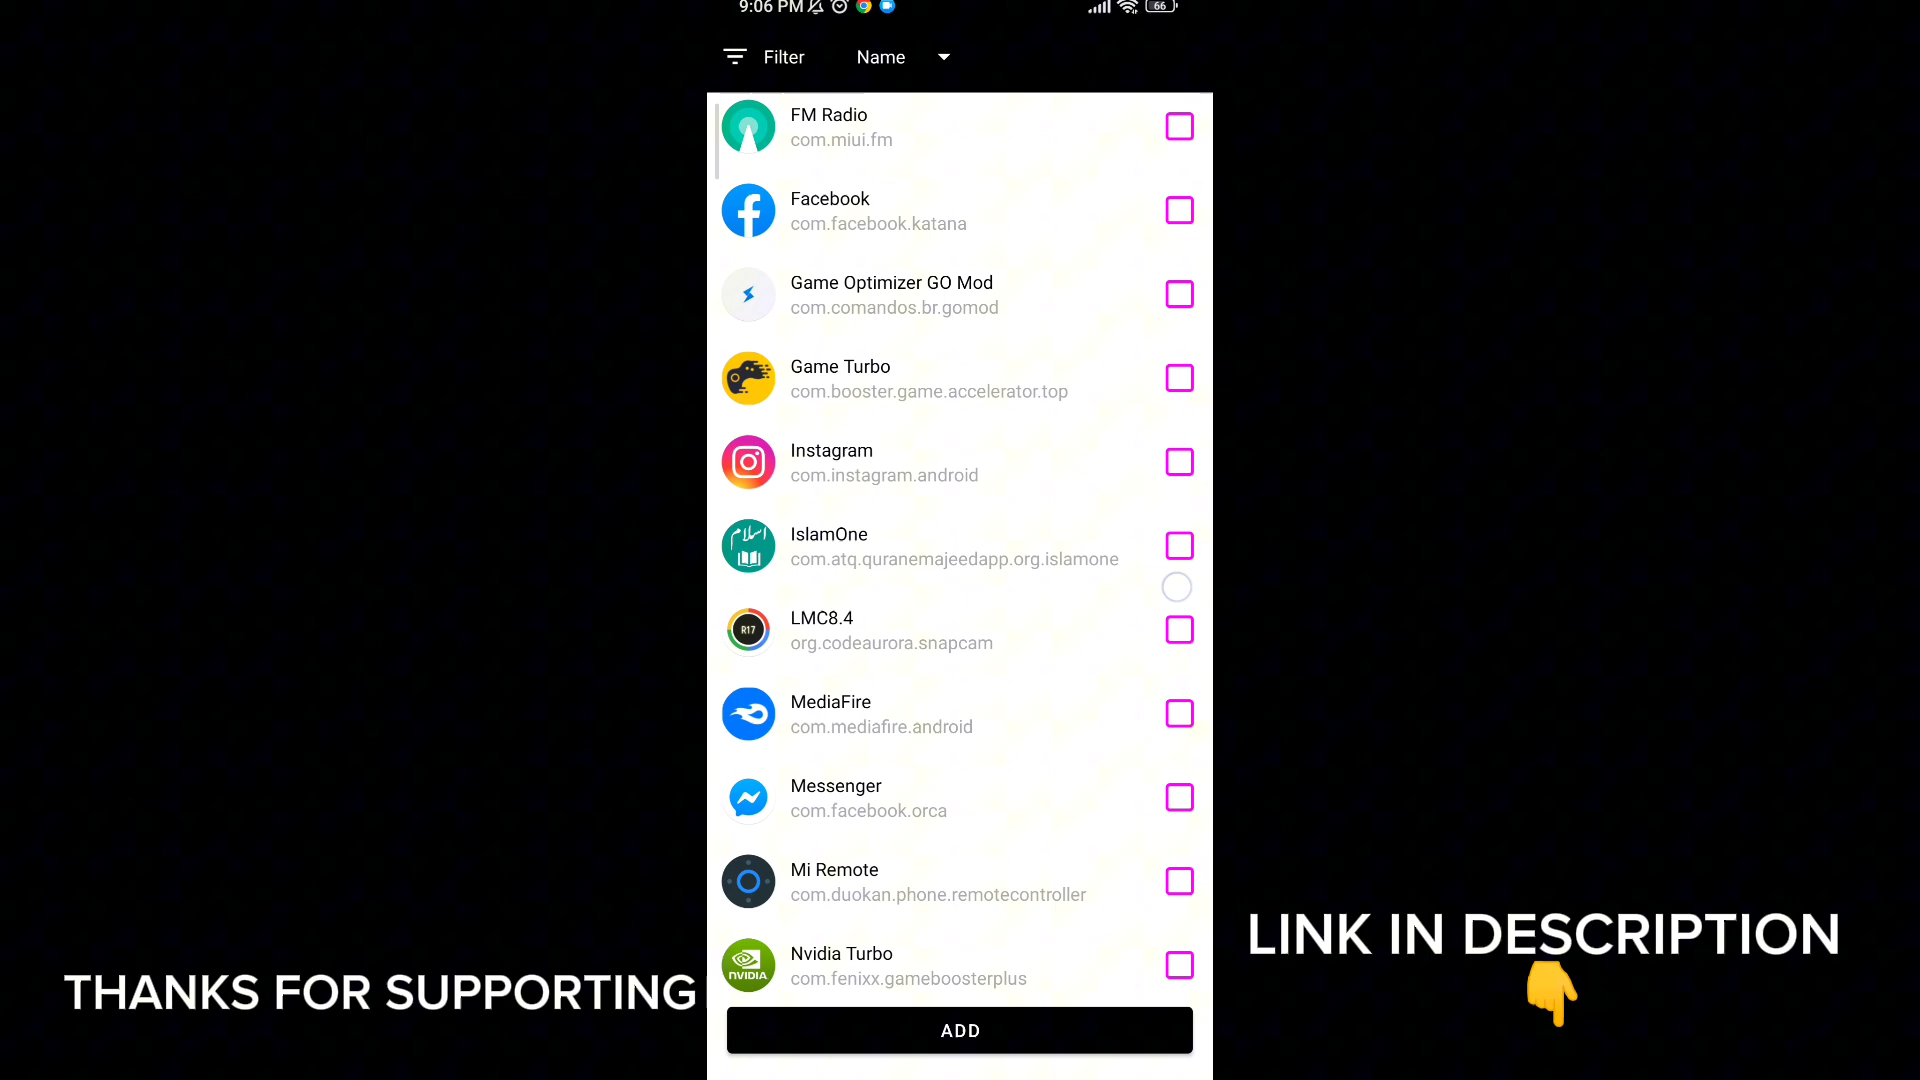 9:06 PM
66
Filter
Name
FM Radio
com.miui.fm
Facebook
com.facebook.katana
Game Optimizer GO Mod
com.comandos.br.gomod
Game Turbo
com.booster.game.accelerator.top
Instagram
com.instagram.android
اسلام
IslamOne
com.atq.quranemajeedapp.org.islamone
R17
LMC8.4
org.codeaurora.snapcam
MediaFire
com.mediafire.android
Messenger
com.facebook.orca
Mi Remote
com.duokan.phone.remotecontroller
NVIDIA
Nvidia Turbo
com.fenixx.gameboosterplus
ADD
THANKS FOR SUPPORTING
LINK IN DESCRIPTION